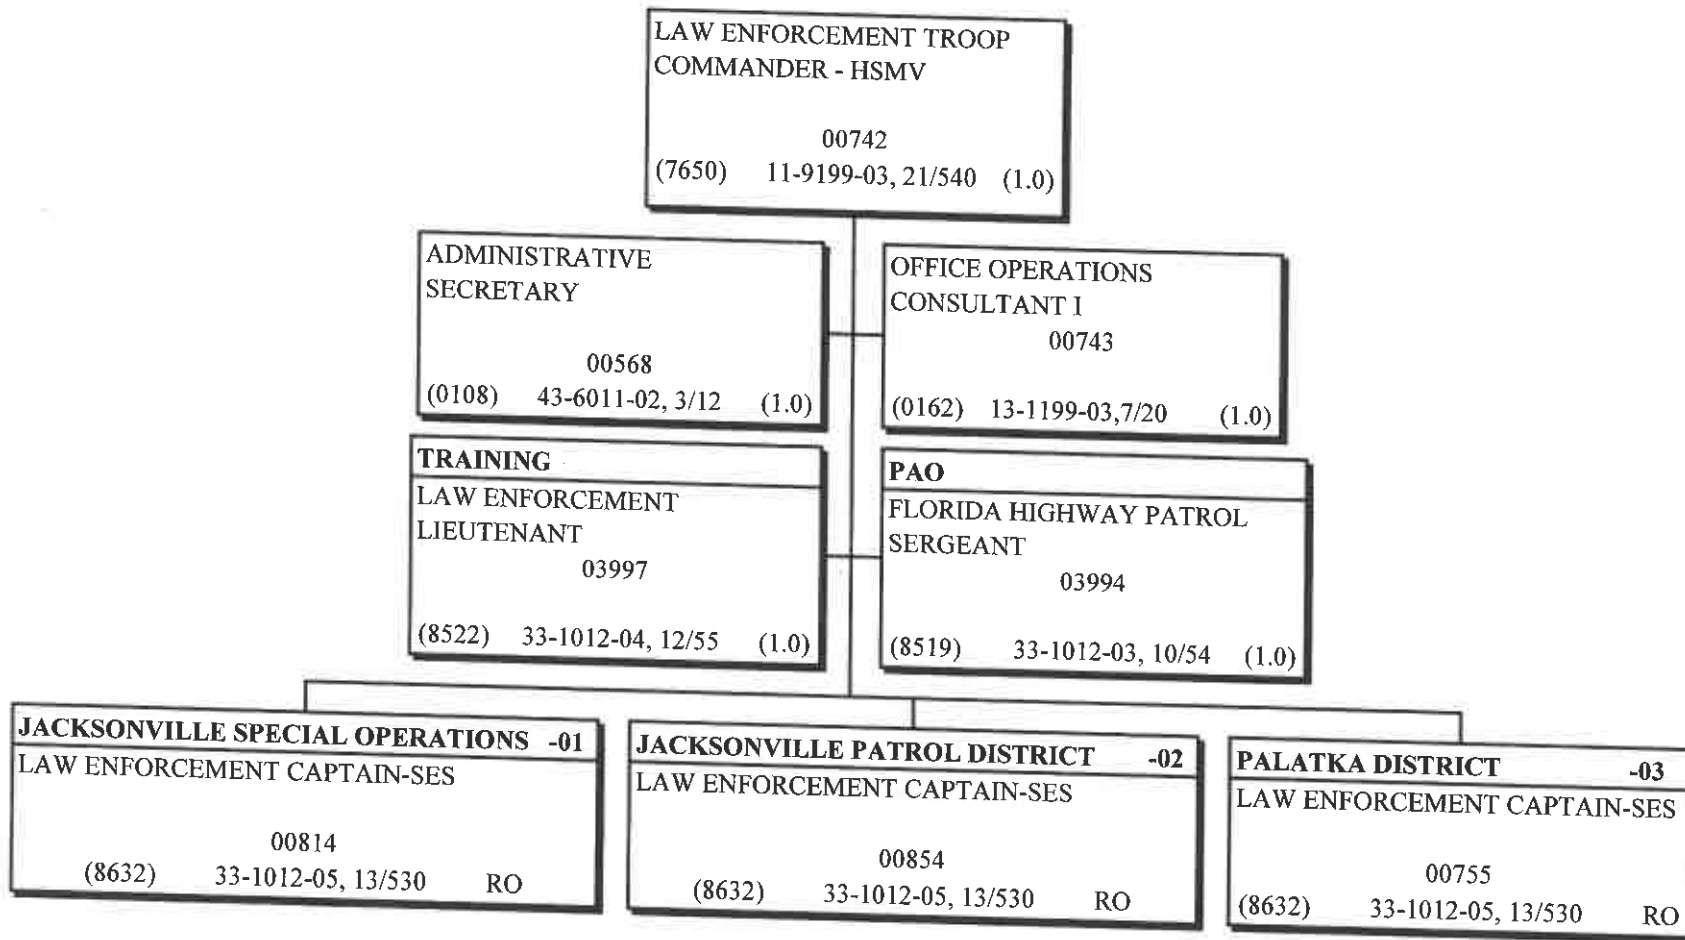 LAW ENFORCEMENT TROOP
COMMANDER - HSMV
00742
(7650) 11-9199-03, 21/540 (1.0)
ADMINISTRATIVE
SECRETARY
00568
(0108) 43-6011-02, 3/12 (1.0)
OFFICE OPERATIONS
CONSULTANT I
00743
(0162) 13-1199-03,7/20 (1.0)
TRAINING
LAW ENFORCEMENT
LIEUTENANT
03997
(8522) 33-1012-04, 12/55 (1.0)
PAO
FLORIDA HIGHWAY PATROL
SERGEANT
03994
(8519) 33-1012-03, 10/54 (1.0)
JACKSONVILLE SPECIAL OPERATIONS -01
LAW ENFORCEMENT CAPTAIN-SES
00814
(8632) 33-1012-05, 13/530 RO
JACKSONVILLE PATROL DISTRICT -02
LAW ENFORCEMENT CAPTAIN-SES
00854
(8632) 33-1012-05, 13/530 RO
PALATKA DISTRICT -03
LAW ENFORCEMENT CAPTAIN-SES
00755
(8632) 33-1012-05, 13/530 RO